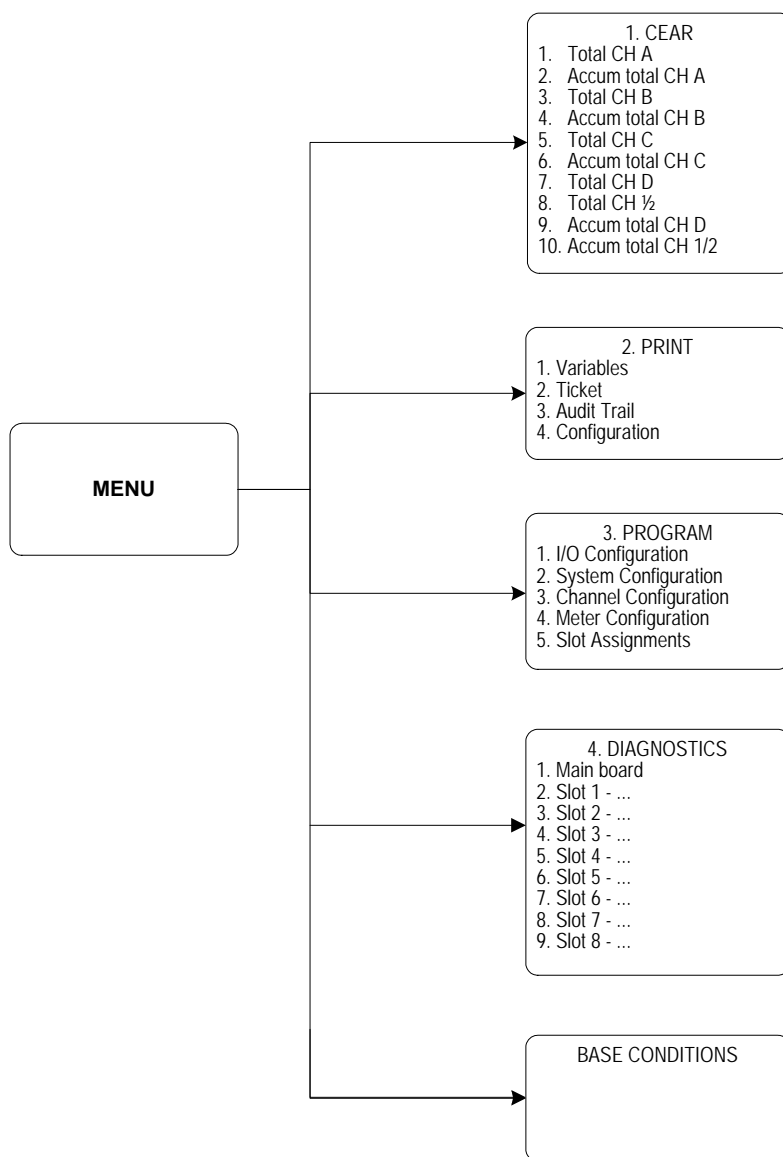 MENU
1. CEAR
1. Total CH A
2. Accum total CH A
3. Total CH B
4. Accum total CH B
5. Total CH C
6. Accum total CH C
7. Total CH D
8. Total CH ½
9. Accum total CH D
10. Accum total CH 1/2
2. PRINT
1. Variables
2. Ticket
3. Audit Trail
4. Configuration
3. PROGRAM
1. I/O Configuration
2. System Configuration
3. Channel Configuration
4. Meter Configuration
5. Slot Assignments
4. DIAGNOSTICS
1. Main board
2. Slot 1 - ...
3. Slot 2 - ...
4. Slot 3 - ...
5. Slot 4 - ...
6. Slot 5 - ...
7. Slot 6 - ...
8. Slot 7 - ...
9. Slot 8 - ...
BASE CONDITIONS